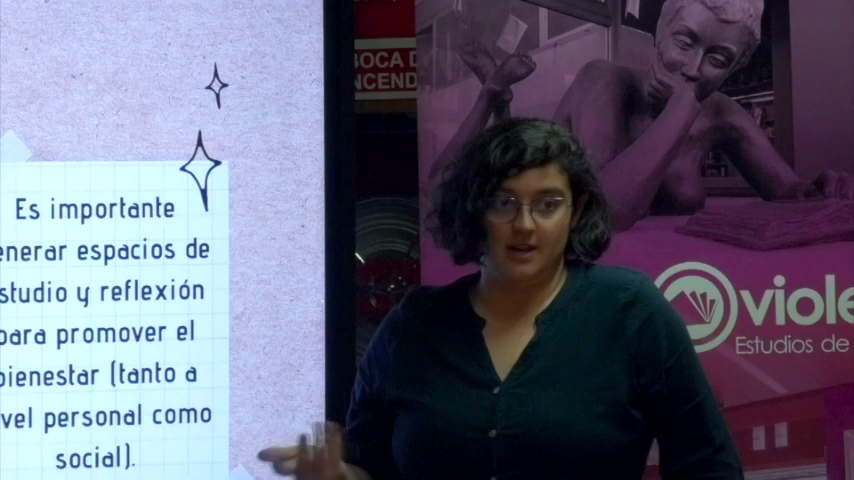 Es importante
enerar espacios de
studio y reflexión
para promover el
bienestar (tanto a
vel personal como
social).
BOCA D
NCEND
viole
Estudios de